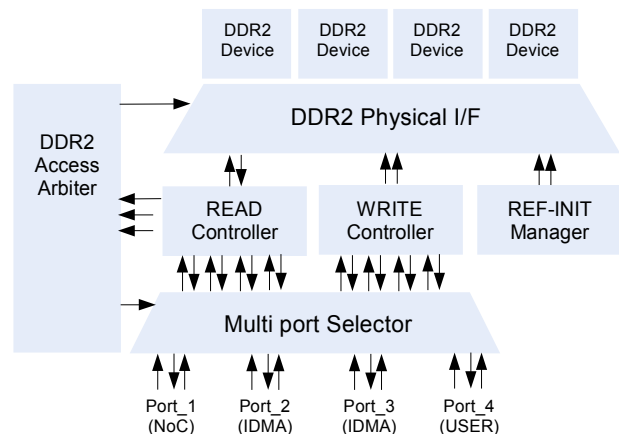 DDR2 Device
DDR2 Device
DDR2 Device
DDR2 Device
DDR2 Physical I/F
DDR2
Access
Arbiter
READ
Controller
WRITE
Controller
REF-INIT
Manager
Multi port Selector
Port_1
(NoC)
Port_2
(IDMA)
Port_3
(IDMA)
Port_4
(USER)